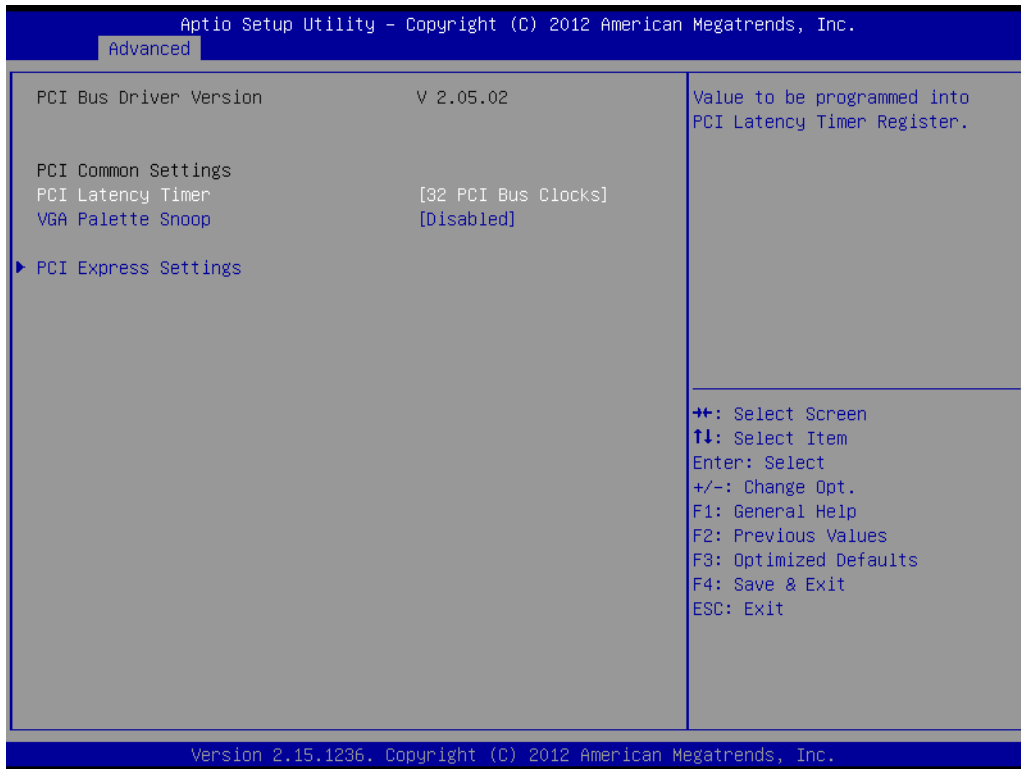 Aptio Setup Utility – Copyright (C) 2012 American Megatrends, Inc.
Advanced
PCI Bus Driver Version V 2.05.02
PCI Common Settings
PCI Latency Timer [32 PCI Bus Clocks]
VGA Palette Snoop [Disabled]
PCI Express Settings
Value to be programmed into
PCI Latency Timer Register.
→←: Select Screen
↑↓: Select Item
Enter: Select
+/-: Change Opt.
F1: General Help
F2: Previous Values
F3: Optimized Defaults
F4: Save & Exit
ESC: Exit
Version 2.15.1236. Copyright (C) 2012 American Megatrends, Inc.